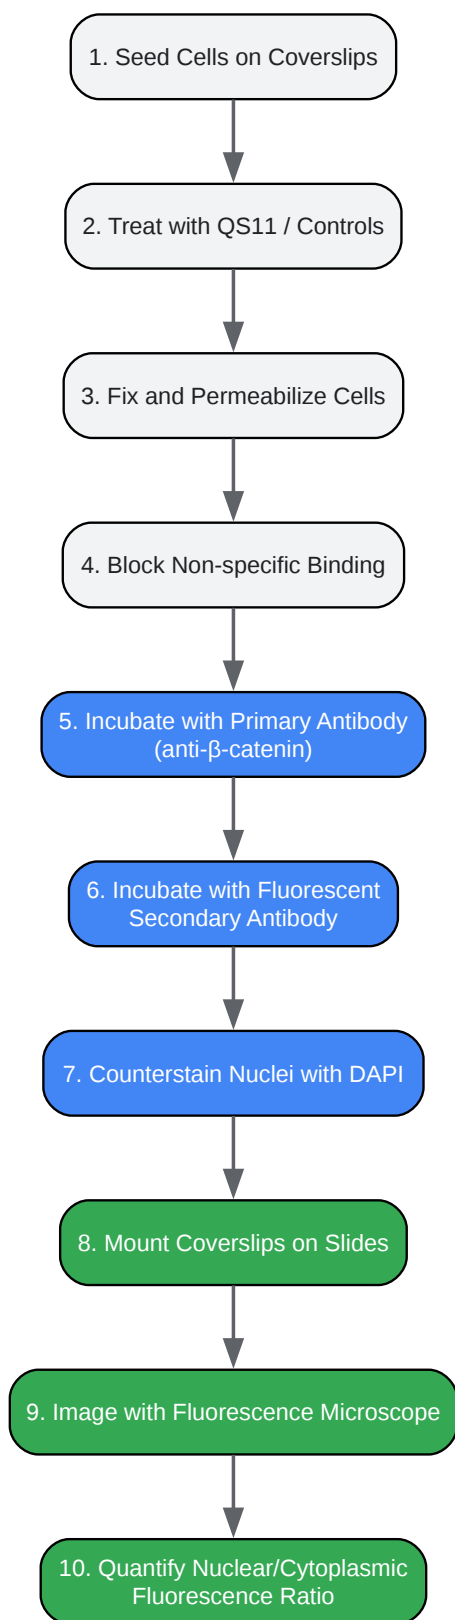 1. Seed Cells on Coverslips
2. Treat with QS11 / Controls
3. Fix and Permeabilize Cells
4. Block Non-specific Binding
5. Incubate with Primary Antibody
(anti-β-catenin)
6. Incubate with Fluorescent
Secondary Antibody
7. Counterstain Nuclei with DAPI
8. Mount Coverslips on Slides
9. Image with Fluorescence Microscope
10. Quantify Nuclear/Cytoplasmic
Fluorescence Ratio